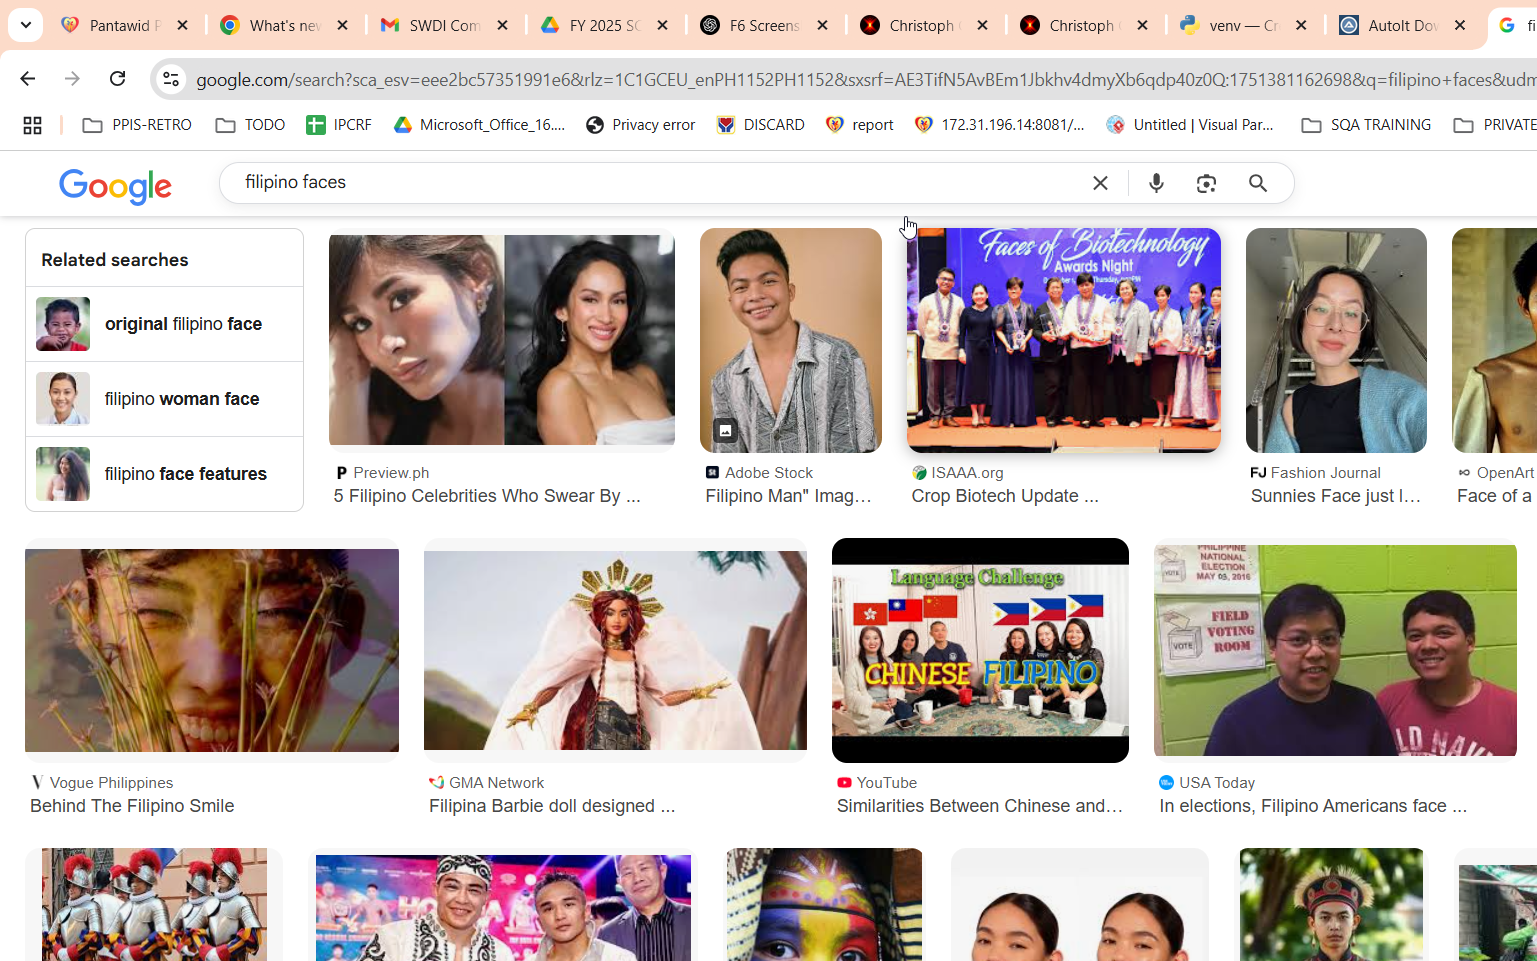 Pantawid P
What's new
SWDI Com
FY 2025 SC
F6 Screens
Christoph
Christoph
venv — Cr
AutoIt Dow
fi
google.com/search?sca_esv=eee2bc57351991e6&rlz=1C1GCEU_enPH1152PH1152&sxsrf=AE3TifN5AvBEm1Jbkhv4dmyXb6qdp40z0Q:1751381162698&q=filipino+faces&udm
PPIS-RETRO
TODO
IPCRF
Microsoft_Office_16....
Privacy error
DISCARD
report
172.31.196.14:8081/...
Untitled | Visual Par...
SQA TRAINING
PRIVATE
Google
filipino faces
Related searches
original filipino face
filipino woman face
filipino face features
Faces of Biotechnology
Awards Night
Preview.ph
5 Filipino Celebrities Who Swear By ...
Adobe Stock
Filipino Man" Imag...
ISAAA.org
Crop Biotech Update ...
FJ Fashion Journal
Sunnies Face just l...
OpenArt
Face of a
Language Challenge
CHINESE FILIPINO
PHILIPPINE
NATIONAL
ELECTION
MAY 03, 2016
VOTE
FIELD
VOTING
ROOM
VOTE
LD NAV
Vogue Philippines
Behind The Filipino Smile
GMA Network
Filipina Barbie doll designed ...
YouTube
Similarities Between Chinese and...
USA Today
In elections, Filipino Americans face ...